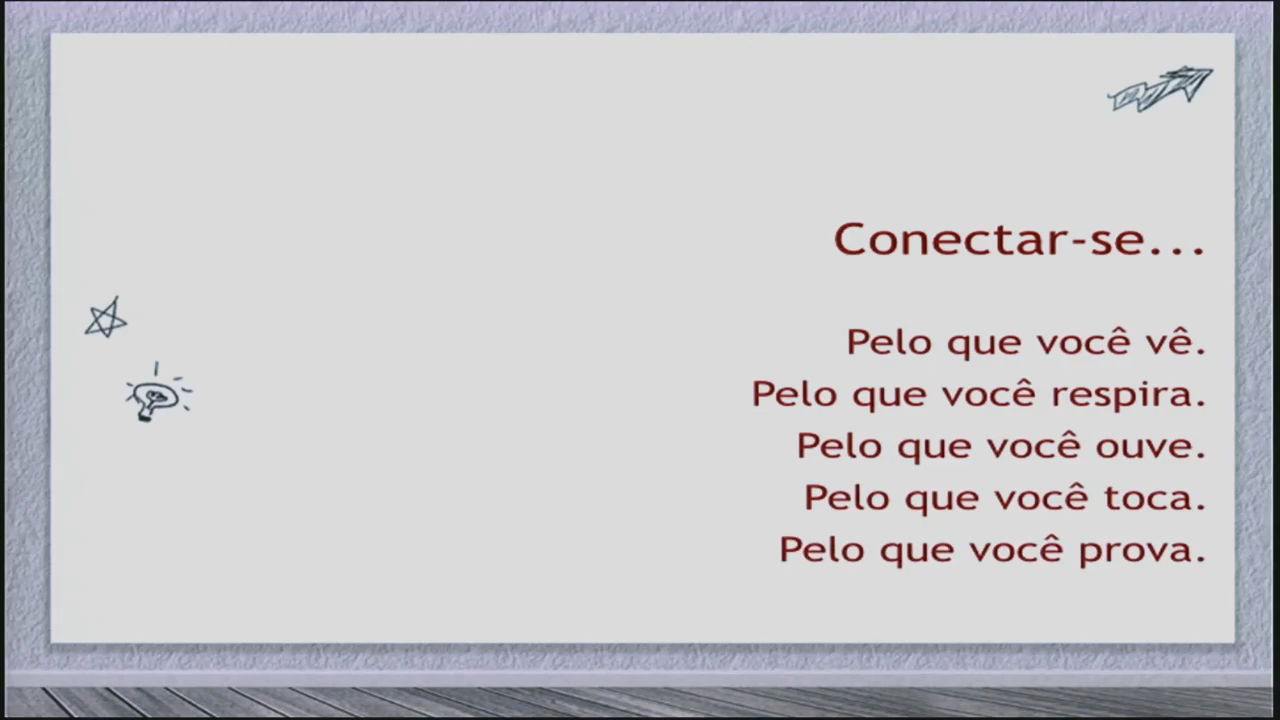 Conectar-se...
Pelo que você vê.
Pelo que você respira.
Pelo que você ouve.
Pelo que você toca.
Pelo que você prova.